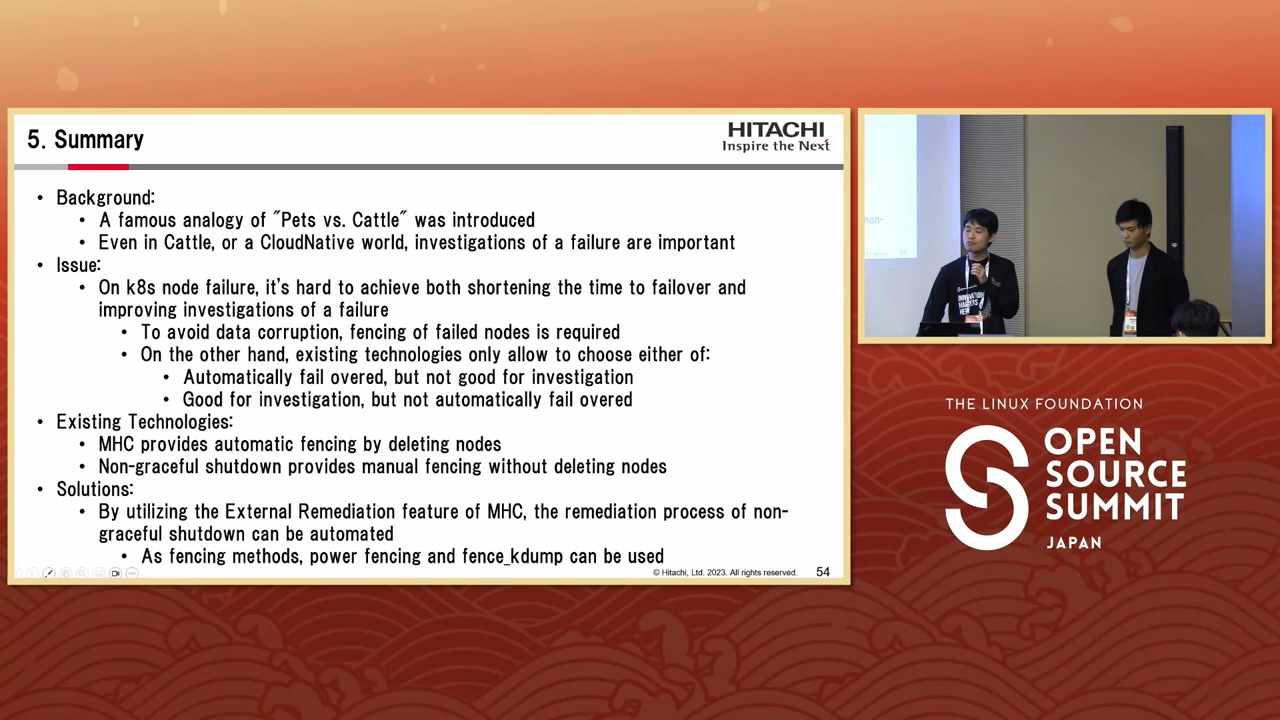 5. Summary
HITACHI
Inspire the Next
• Background:
• A famous analogy of "Pets vs. Cattle" was introduced
• Even in Cattle, or a CloudNative world, investigations of a failure are important
• Issue:
• On k8s node failure, it's hard to achieve both shortening the time to failover and
improving investigations of a failure
• To avoid data corruption, fencing of failed nodes is required
• On the other hand, existing technologies only allow to choose either of:
• Automatically fail overed, but not good for investigation
• Good for investigation, but not automatically fail overed
• Existing Technologies:
• MHC provides automatic fencing by deleting nodes
• Non-graceful shutdown provides manual fencing without deleting nodes
• Solutions:
• By utilizing the External Remediation feature of MHC, the remediation process of non-
graceful shutdown can be automated
• As fencing methods, power fencing and fence_kdump can be used
© Hitachi, Ltd. 2023. All rights reserved.
54
non-
54
INNOVATION
HERE
THE LINUX FOUNDATION
OPEN
SOURCE
SUMMIT
JAPAN